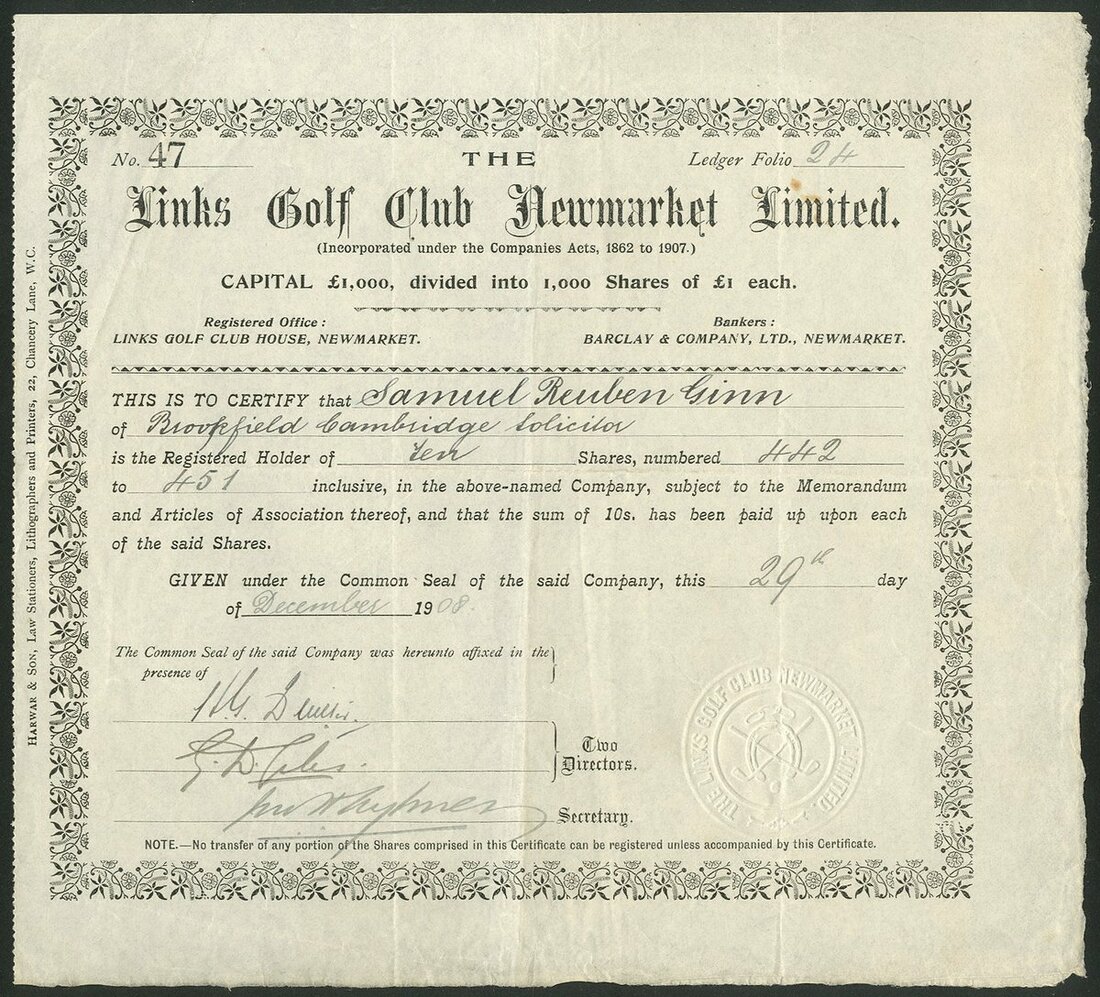 No. 47
THE
Ledger Folio 24
Links Golf Club Newmarket Limited.
(Incorporated under the Companies Acts, 1862 to 1907.)
CAPITAL £1,000, divided into 1,000 Shares of £1 each.
Registered Office:
LINKS GOLF CLUB HOUSE, NEWMARKET.
Bankers:
BARCLAY & COMPANY, LTD., NEWMARKET.
THIS IS TO CERTIFY that Samuel Reuben Ginn
of Brookfield Cambridge Solicitor
is the Registered Holder of Ten Shares, numbered 442
to 451 inclusive, in the above-named Company, subject to the Memorandum
and Articles of Association thereof, and that the sum of 10s. has been paid up upon each
of the said Shares.
GIVEN under the Common Seal of the said Company, this 29th day
of December 1908.
The Common Seal of the said Company was hereunto affixed in the
presence of
G. D. Giles.
Two
Directors.
Secretary.
THE LINKS GOLF CLUB NEWMARKET LIMITED.
NOTE.—No transfer of any portion of the Shares comprised in this Certificate can be registered unless accompanied by this Certificate.
HARWAR & SON, Law Stationers, Lithographers and Printers, 22, Chancery Lane, W.C.